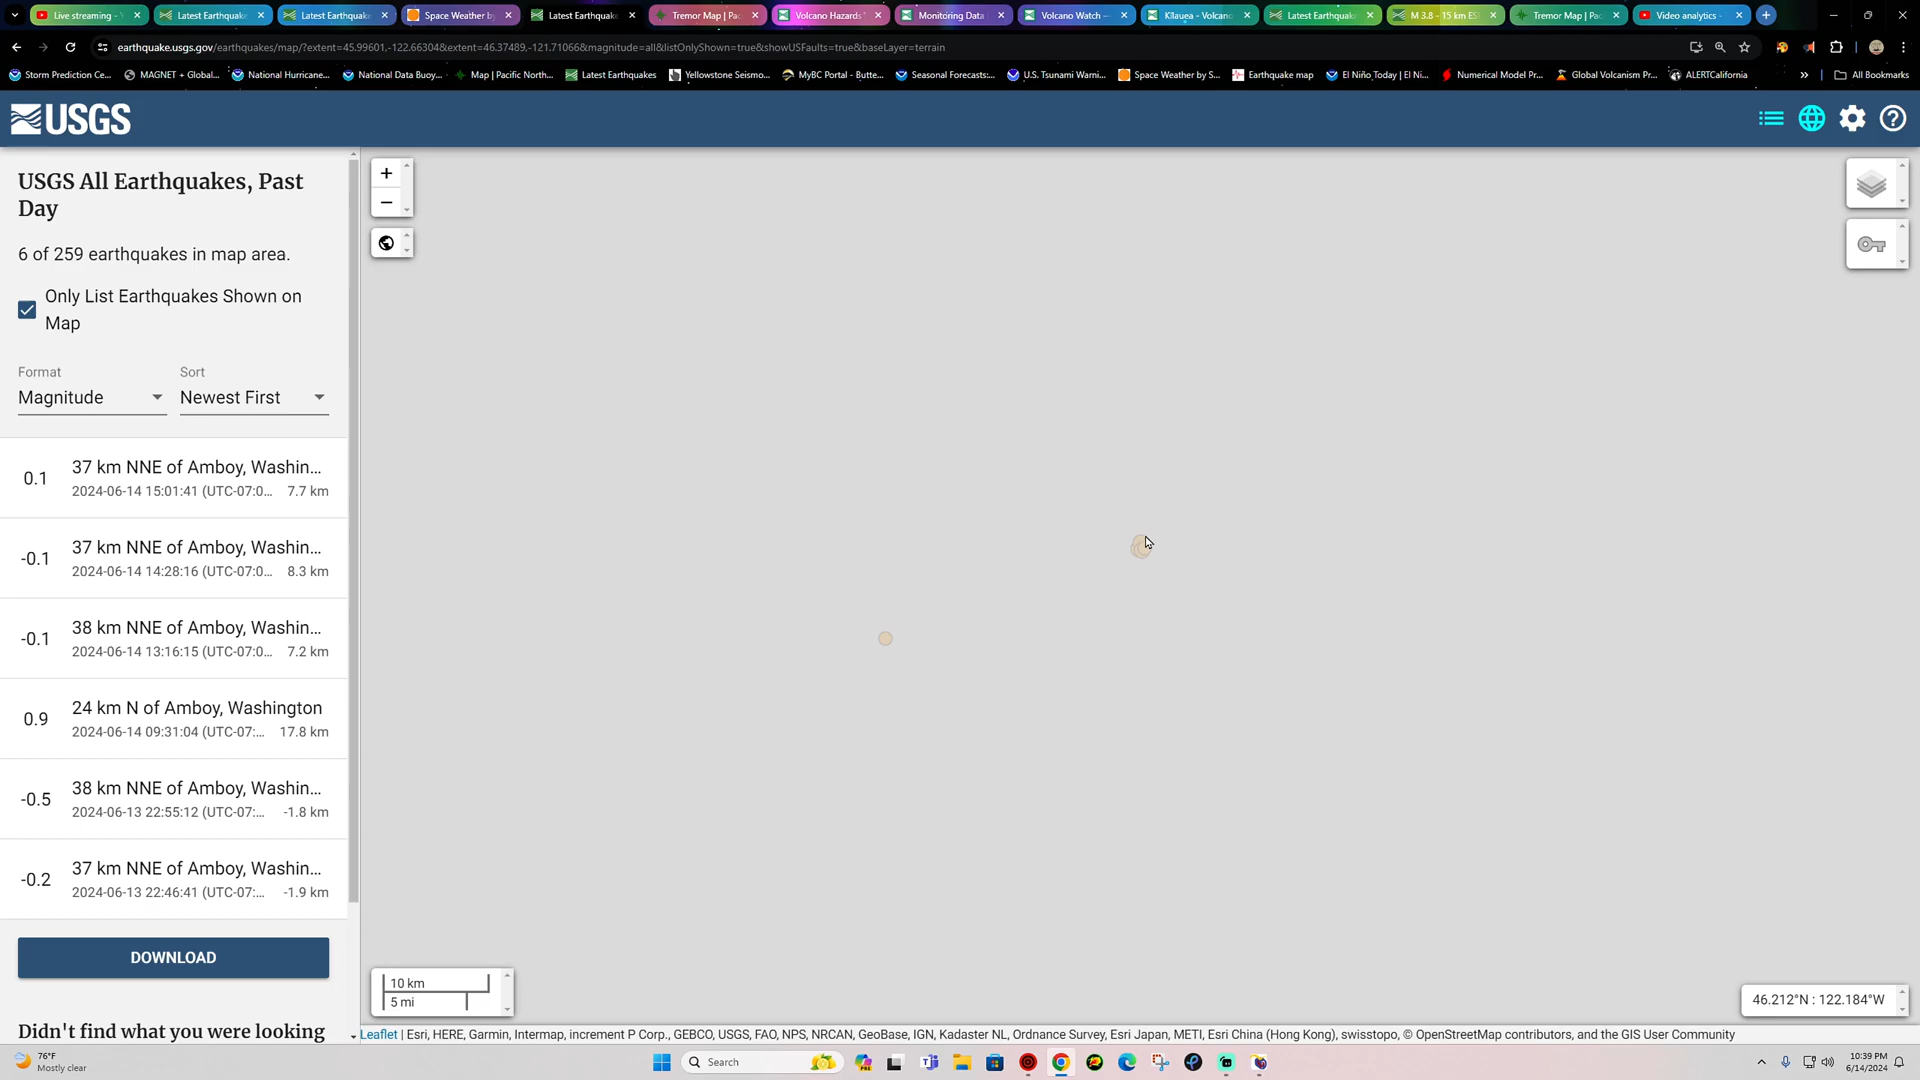 Live streaming - Y
Latest Earthquake
Latest Earthquake
Space Weather by
Latest Earthquake
Tremor Map | Pac
Volcano Hazards
Monitoring Data
Volcano Watch —
Kīlauea - Volcano
Latest Earthquake
M 3.8 - 15 km ES
Tremor Map | Pac
Video analytics -
earthquake.usgs.gov/earthquakes/map/?extent=45.99601,-122.66304&extent=46.37489,-121.71066&magnitude=all&listOnlyShown=true&showUSFaults=true&baseLayer=terrain
Storm Prediction Ce...
MAGNET + Global...
National Hurricane...
National Data Buoy...
Map | Pacific North...
Latest Earthquakes
Yellowstone Seismo...
MyBC Portal - Butte...
Seasonal Forecasts:...
U.S. Tsunami Warni...
Space Weather by S...
Earthquake map
El Niño Today | El Ni...
Numerical Model Pr...
Global Volcanism Pr...
ALERTCalifornia
All Bookmarks
USGS
USGS All Earthquakes, Past
Day
6 of 259 earthquakes in map area.
Only List Earthquakes Shown on
Map
Format
Sort
Magnitude
Newest First
0.1
37 km NNE of Amboy, Washin...
2024-06-14 15:01:41 (UTC-07:0...
7.7 km
-0.1
37 km NNE of Amboy, Washin...
2024-06-14 14:28:16 (UTC-07:0...
8.3 km
-0.1
38 km NNE of Amboy, Washin...
2024-06-14 13:16:15 (UTC-07:0...
7.2 km
0.9
24 km N of Amboy, Washington
2024-06-14 09:31:04 (UTC-07:...
17.8 km
-0.5
38 km NNE of Amboy, Washin...
2024-06-13 22:55:12 (UTC-07:...
-1.8 km
-0.2
37 km NNE of Amboy, Washin...
2024-06-13 22:46:41 (UTC-07:...
-1.9 km
DOWNLOAD
Didn't find what you were looking
10 km
5 mi
46.212°N : 122.184°W
Leaflet | Esri, HERE, Garmin, Intermap, increment P Corp., GEBCO, USGS, FAO, NPS, NRCAN, GeoBase, IGN, Kadaster NL, Ordnance Survey, Esri Japan, METI, Esri China (Hong Kong), swisstopo, © OpenStreetMap contributors, and the GIS User Community
76°F
Mostly clear
Search
10:39 PM
6/14/2024